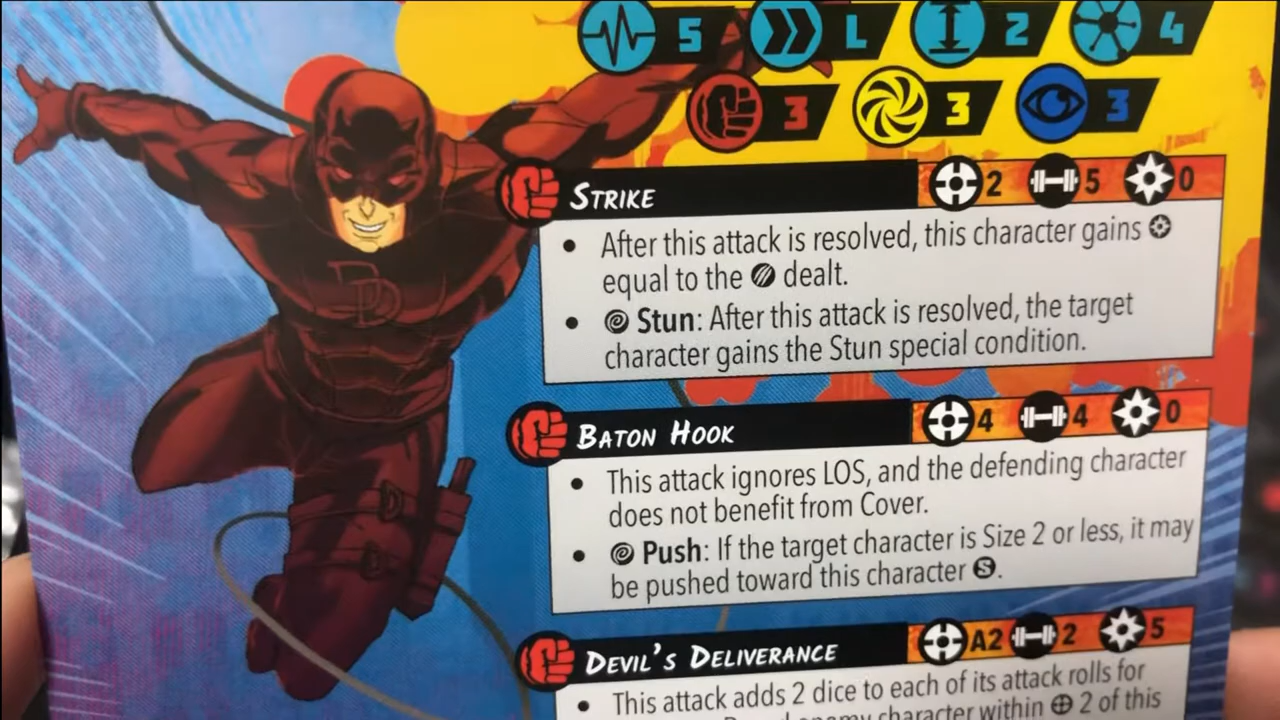 5 L 2 4
3 3 3
STRIKE 2 5 0
• After this attack is resolved, this character gains
equal to the dealt.
• Stun: After this attack is resolved, the target
character gains the Stun special condition.
BATON HOOK 4 4 0
• This attack ignores LOS, and the defending character
does not benefit from Cover.
• Push: If the target character is Size 2 or less, it may
be pushed toward this character S.
DEVIL'S DELIVERANCE A2 2 5
• This attack adds 2 dice to each of its attack rolls for
enemy character within 2 of this
DD